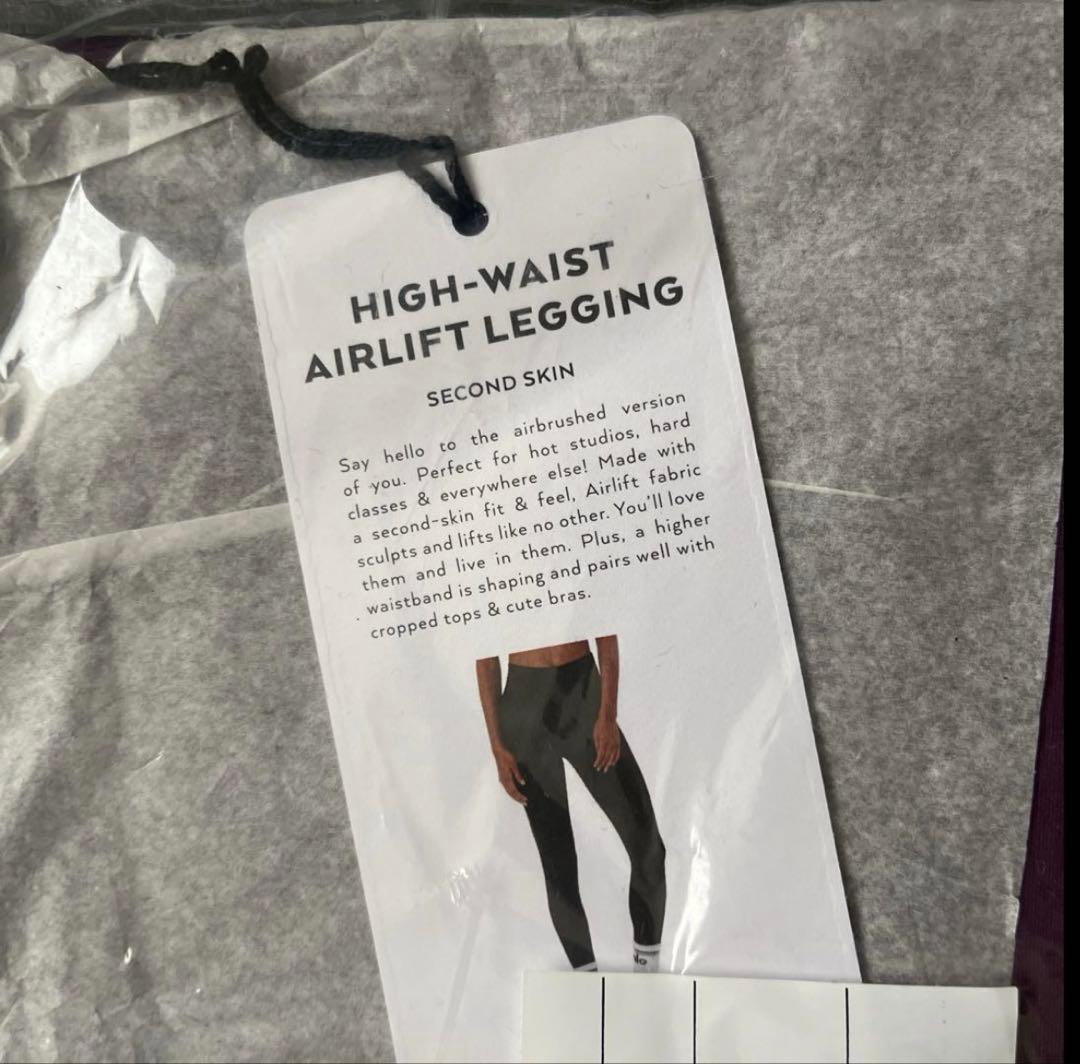 HIGH-WAIST
AIRLIFT LEGGING
SECOND SKIN
Say hello to the airbrushed version
of you. Perfect for hot studios, hard
classes & everywhere else! Made with
a second-skin fit & feel, Airlift fabric
sculpts and lifts like no other. You'll love
them and live in them. Plus, a higher
waistband is shaping and pairs well with
cropped tops & cute bras.